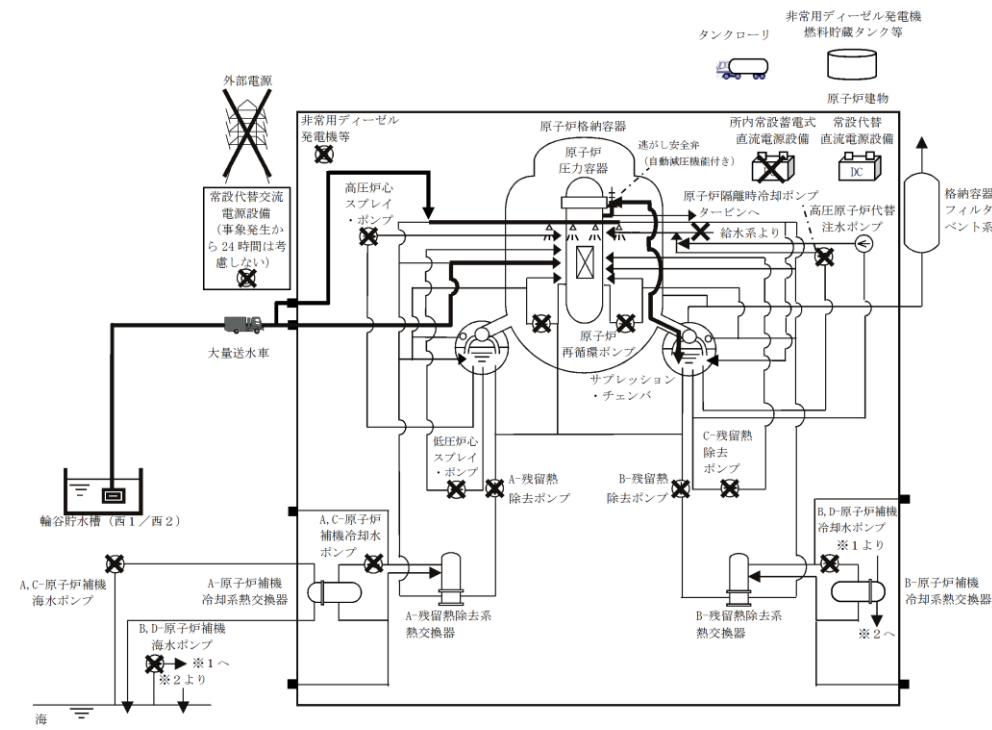 非常用ディーゼル発電機
燃料貯蔵タンク等
タンクローリ
外部電源
原子炉建物
非常用ディーゼル
発電機等
原子炉格納容器
原子炉
圧力容器
逃がし安全弁
(自動減圧機能付き)
所内常設蓄電式
直流電源設備
常設代替
直流電源設備
DC
常設代替交流
電源設備
(事象発生か
ら24時間は考
慮しない)
高圧炉心
スプレイ
・ポンプ
原子炉隔離時冷却ポンプ
タービンへ
給水系より
高圧原子炉代替
注水ポンプ
格納容器
フィルタ
ベント系
大量送水車
原子炉
再循環ポンプ
サプレッション
・チェンバ
低圧炉心
スプレイ
・ポンプ
A-残留熱
除去ポンプ
B-残留熱
除去ポンプ
C-残留熱
除去
ポンプ
輪谷貯水槽(西1/西2)
A,C-原子炉
補機冷却水
ポンプ
B,D-原子炉補機
冷却水ポンプ
※1より
A,C-原子炉補機
海水ポンプ
A-原子炉補機
冷却系熱交換器
A-残留熱除去系
熱交換器
B-残留熱除去系
熱交換器
B-原子炉補機
冷却系熱交換器
※2へ
B,D-原子炉補機
海水ポンプ
※1へ
※2より
海